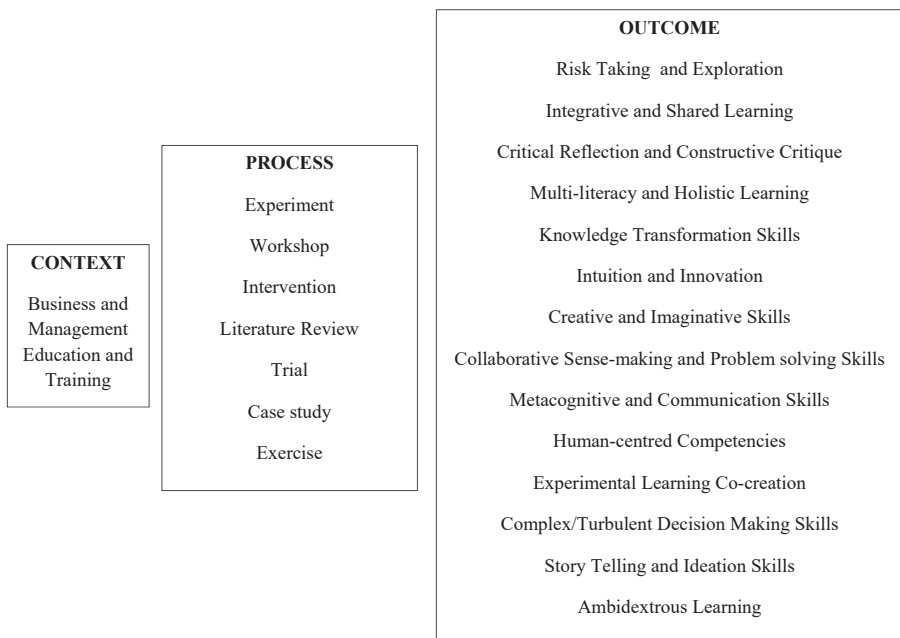 CONTEXT
Business and
Management
Education and
Training
PROCESS
Experiment
Workshop
Intervention
Literature Review
Trial
Case study
Exercise
OUTCOME
Risk Taking and Exploration
Integrative and Shared Learning
Critical Reflection and Constructive Critique
Multi-literacy and Holistic Learning
Knowledge Transformation Skills
Intuition and Innovation
Creative and Imaginative Skills
Collaborative Sense-making and Problem solving Skills
Metacognitive and Communication Skills
Human-centred Competencies
Experimental Learning Co-creation
Complex/Turbulent Decision Making Skills
Story Telling and Ideation Skills
Ambidextrous Learning